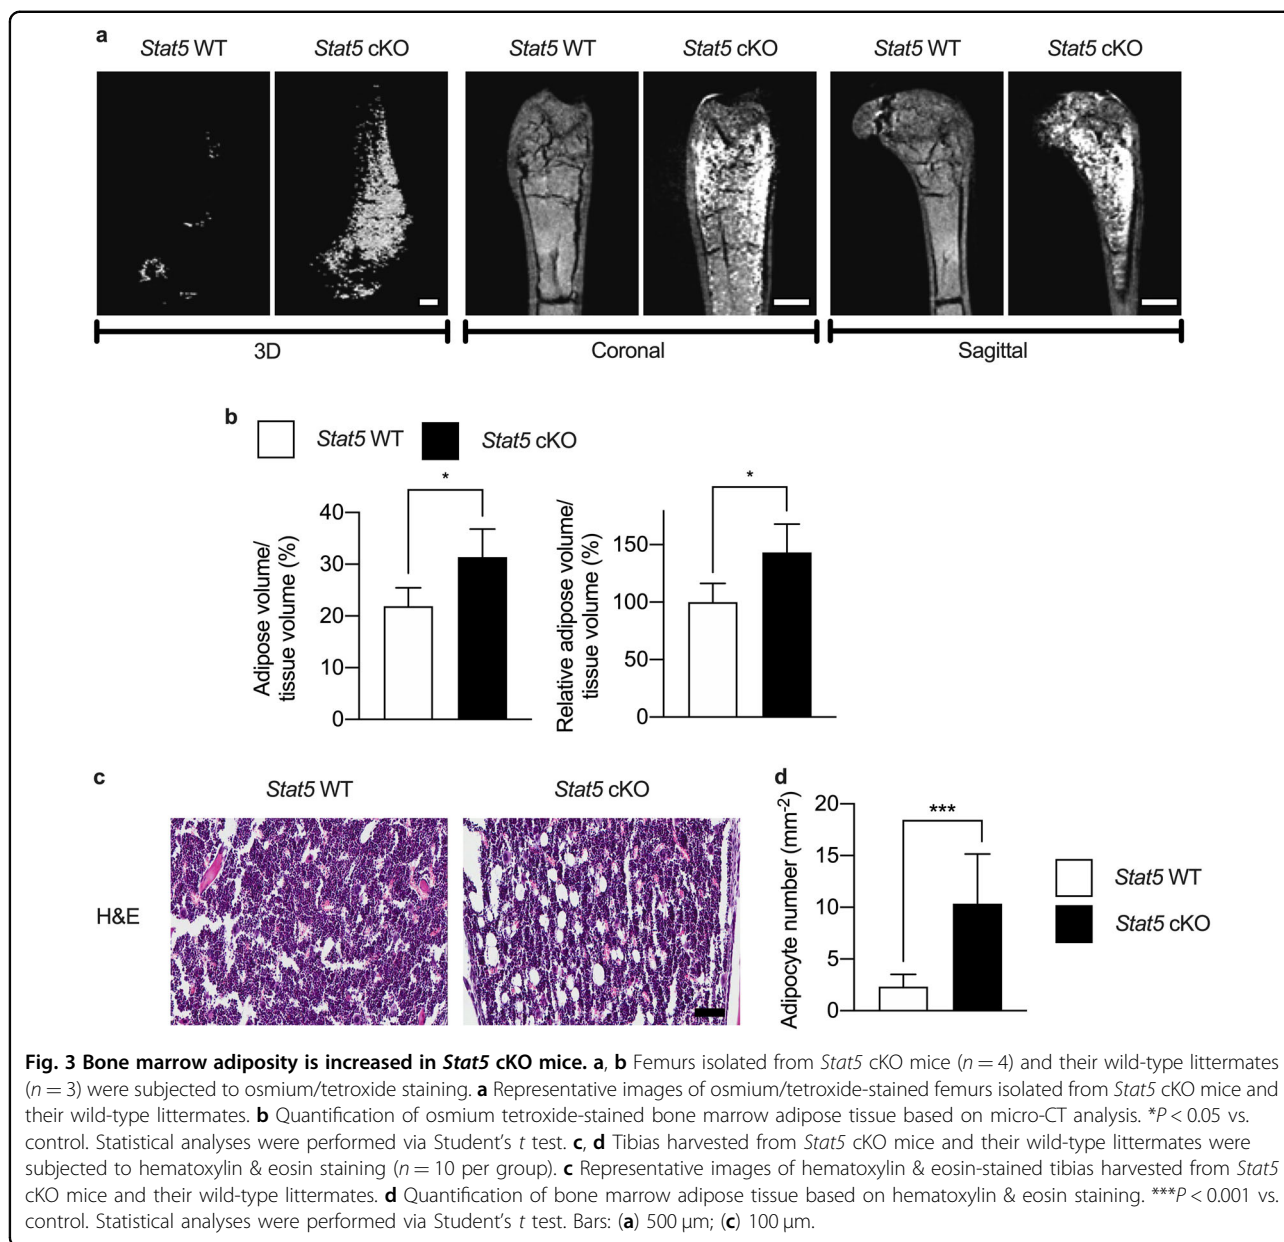 a
Stat5 WT Stat5 cKO Stat5 WT Stat5 cKO Stat5 WT Stat5 cKO
3D Coronal Sagittal
b
Stat5 WT Stat5 cKO
Adipose volume/
tissue volume (%)
40
30
20
10
0
*
Relative adipose volume/
tissue volume (%)
150
100
50
0
*
c
Stat5 WT Stat5 cKO
H&E
d
Adipocyte number (mm-2)
20
15
10
5
0
***
Stat5 WT
Stat5 cKO
Fig. 3 Bone marrow adiposity is increased in Stat5 cKO mice. a, b Femurs isolated from Stat5 cKO mice (n = 4) and their wild-type littermates
(n = 3) were subjected to osmium/tetroxide staining. a Representative images of osmium/tetroxide-stained femurs isolated from Stat5 cKO mice and
their wild-type littermates. b Quantification of osmium tetroxide-stained bone marrow adipose tissue based on micro-CT analysis. *P < 0.05 vs.
control. Statistical analyses were performed via Student's t test. c, d Tibias harvested from Stat5 cKO mice and their wild-type littermates were
subjected to hematoxylin & eosin staining (n = 10 per group). c Representative images of hematoxylin & eosin-stained tibias harvested from Stat5
cKO mice and their wild-type littermates. d Quantification of bone marrow adipose tissue based on hematoxylin & eosin staining. ***P < 0.001 vs.
control. Statistical analyses were performed via Student's t test. Bars: (a) 500 µm; (c) 100 µm.